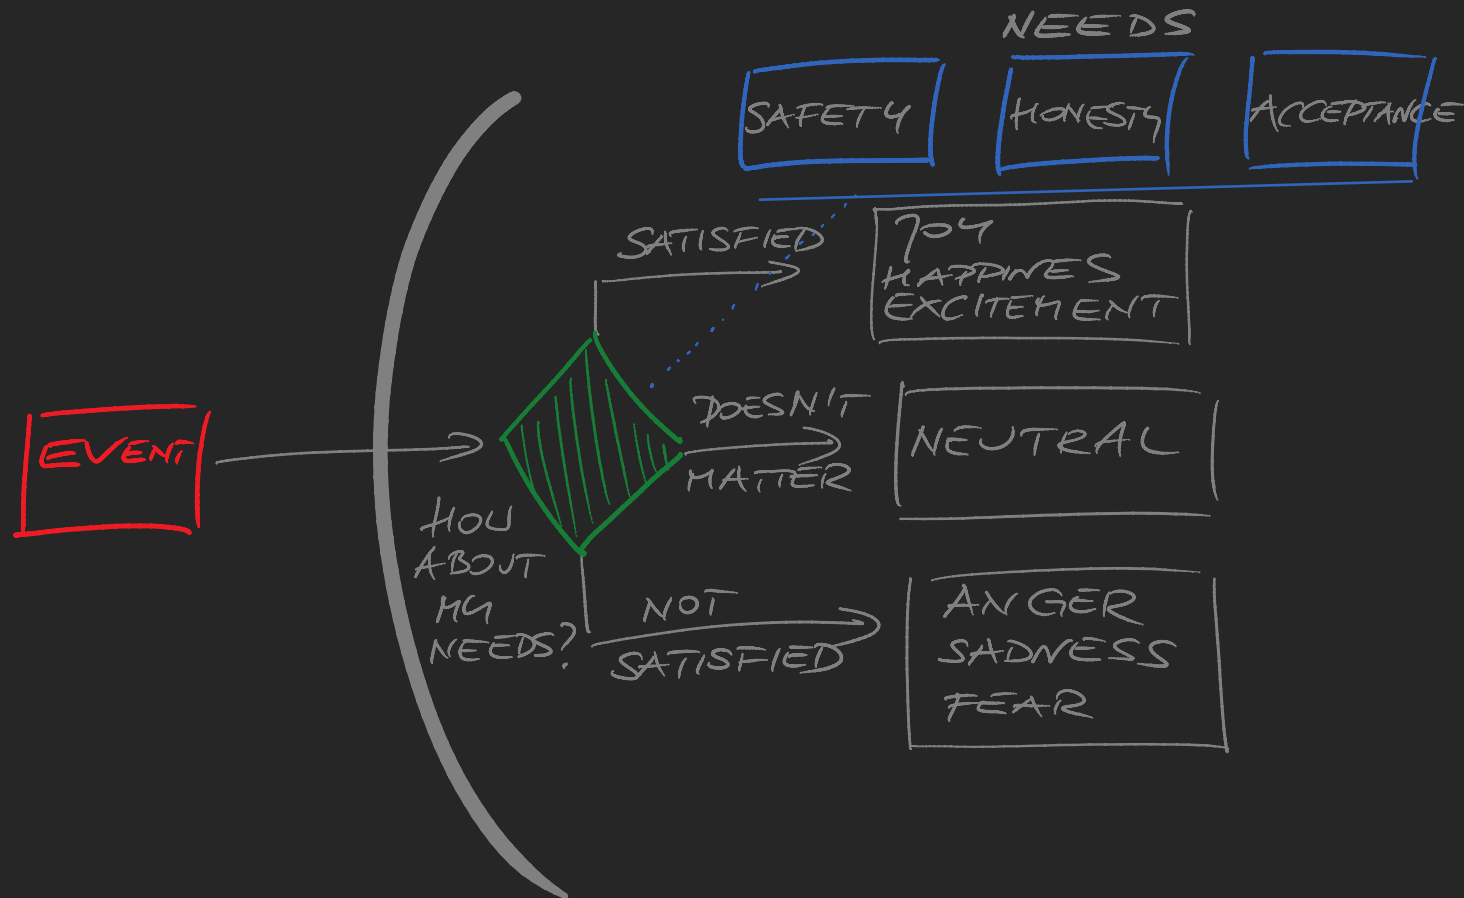 NEEDS
SAFETY
HONESTY
ACCEPTANCE
SATISFIED
JOY
HAPPINES
EXCITEMENT
EVENT
DOESN'T
MATTER
NEUTRAL
HOW
ABOUT
MY
NEEDS?
NOT
SATISFIED
ANGER
SADNESS
FEAR